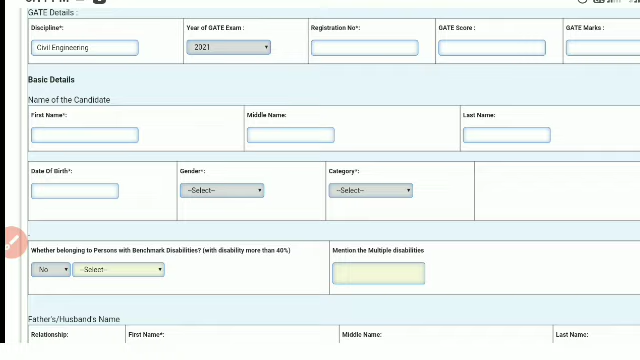 GATE Details :
Discipline*: Year of GATE Exam : Registration No*: GATE Score : GATE Marks :
Civil Engineering 2021
Basic Details
Name of the Candidate
First Name*: Middle Name: Last Name:
Date Of Birth*: Gender*: Category*:
--Select-- --Select--
Whether belonging to Persons with Benchmark Disabilities? (with disability more than 40%) Mention the Multiple disabilities
No --Select--
Father's/Husband's Name
Relationship: First Name*: Middle Name: Last Name: